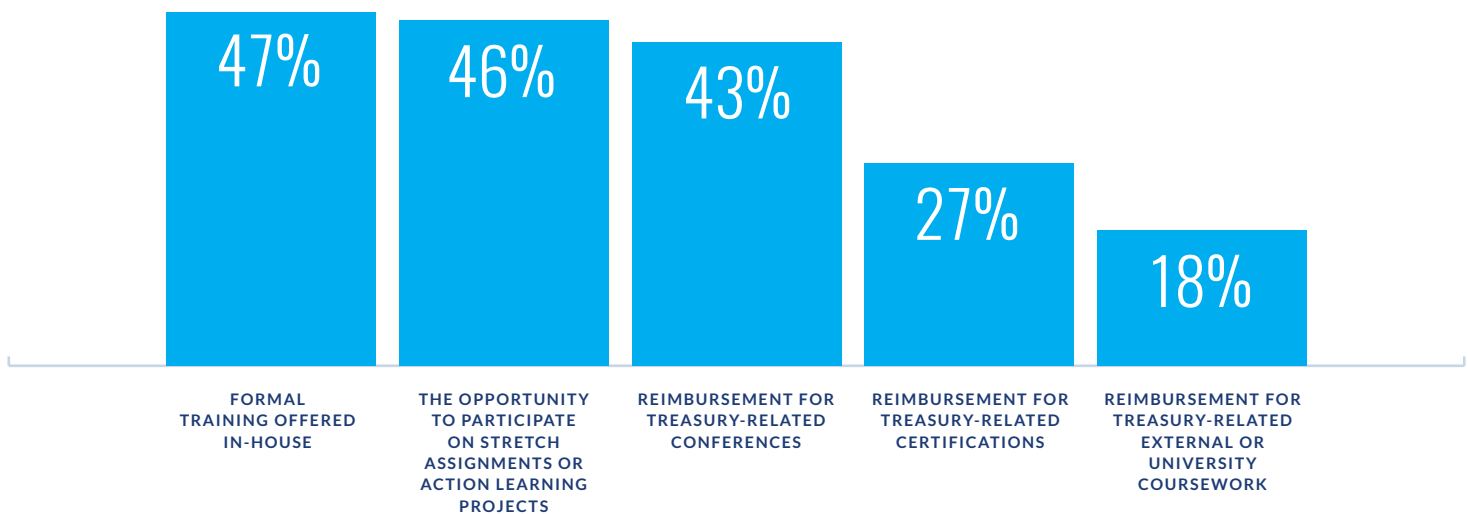 47%
46%
43%
27%
18%
FORMAL
TRAINING OFFERED
IN-HOUSE
THE OPPORTUNITY
TO PARTICIPATE
ON STRETCH
ASSIGNMENTS OR
ACTION LEARNING
PROJECTS
REIMBURSEMENT FOR
TREASURY-RELATED
CONFERENCES
REIMBURSEMENT FOR
TREASURY-RELATED
CERTIFICATIONS
REIMBURSEMENT FOR
TREASURY-RELATED
EXTERNAL OR
UNIVERSITY
COURSEWORK